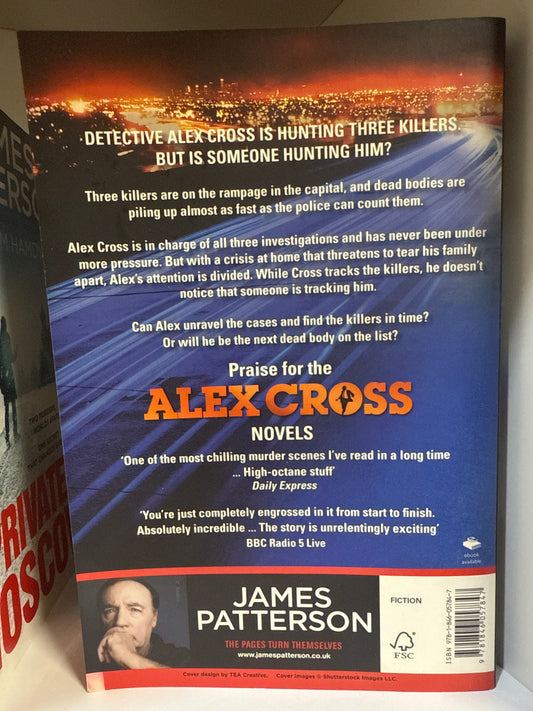 DETECTIVE ALEX CROSS IS HUNTING THREE KILLERS.
BUT IS SOMEONE HUNTING HIM?
Three killers are on the rampage in the capital, and dead bodies are
piling up almost as fast as the police can count them.
Alex Cross is in charge of all three investigations and has never been under
more pressure. But with a crisis at home that threatens to tear his family
apart, Alex's attention is divided. While Cross tracks the killers, he doesn't
notice that someone is tracking him.
Can Alex unravel the cases and find the killers in time?
Or will he be the next dead body on the list?
Praise for the
ALEX CROSS
NOVELS
'One of the most chilling murder scenes I've read in a long time
... High-octane stuff'
Daily Express
'You're just completely engrossed in it from start to finish.
Absolutely incredible ... The story is unrelentingly exciting'
BBC Radio 5 Live
ebook
available
JAMES
PATTERSON
THE PAGES TURN THEMSELVES
www.jamespatterson.co.uk
FICTION
FSC
ISBN 978-1-846-05784-7
9 781846 057847
Cover design by TEA Creative. Cover images © Shutterstock Images LLC.